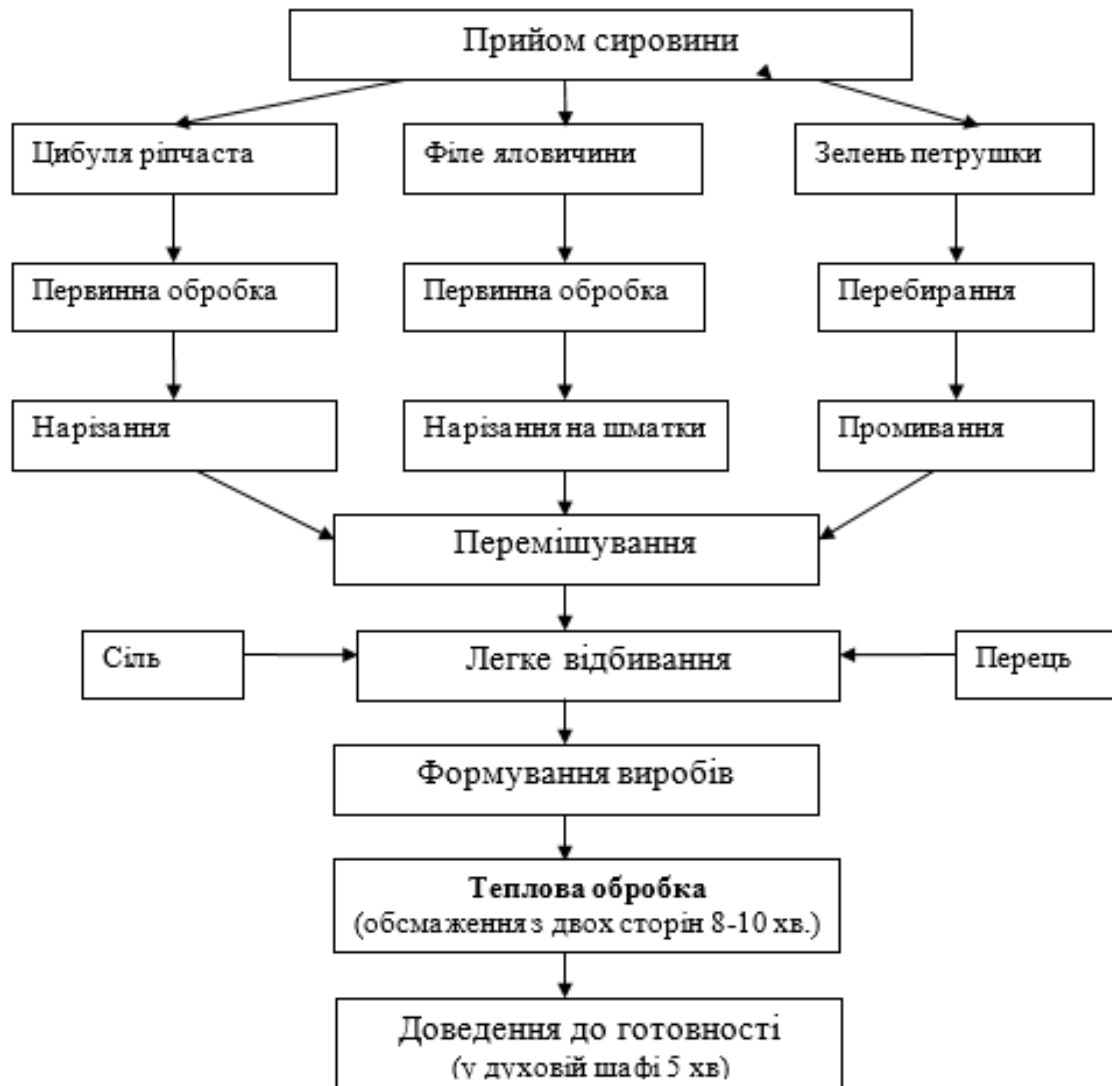 Прийом сировини
Цибуля ріпчаста
Філе яловичини
Зелень петрушки
Первинна обробка
Первинна обробка
Перебирання
Нарізання
Нарізання на шматки
Промивання
Перемішування
Сіль
Легке відбивання
Перець
Формування виробів
Теплова обробка
(обсмаження з двох сторін 8-10 хв.)
Доведення до готовності
(у духовій шафі 5 хв)